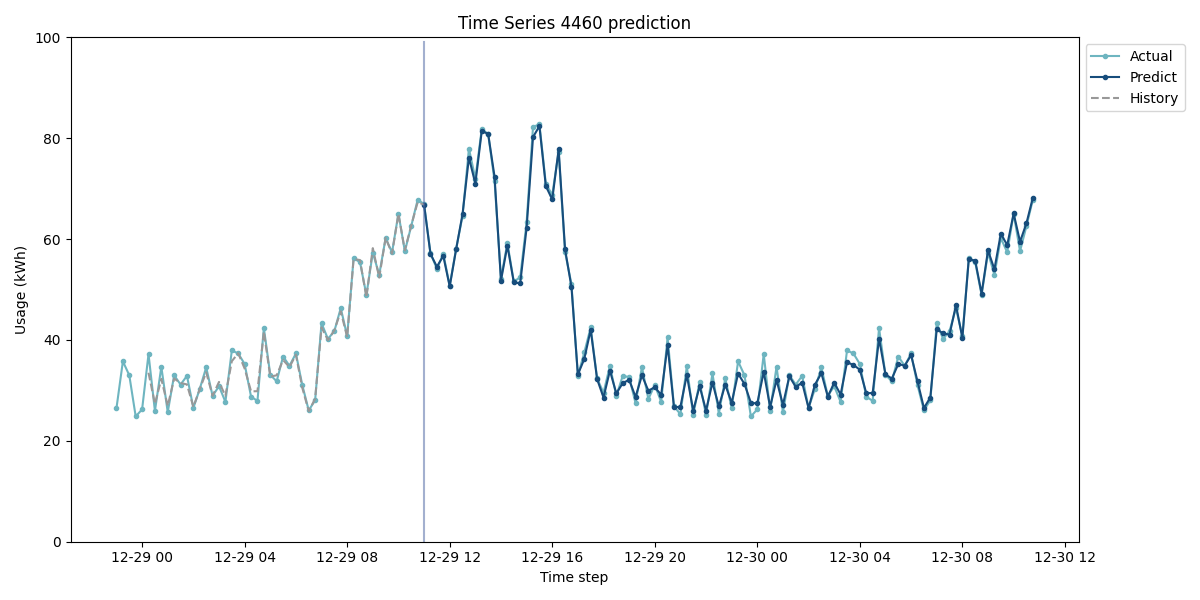 Time Series 4460 prediction
100
80
60
40
20
0
Usage (kWh)
12-29 00
12-29 04
12-29 08
12-29 12
12-29 16
12-29 20
12-30 00
12-30 04
12-30 08
12-30 12
Time step
Actual
Predict
History